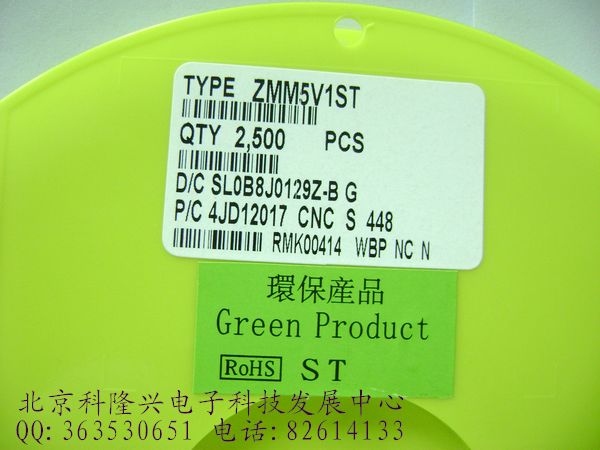 TYPE ZMM5V1ST
QTY 2,500 PCS
D/C SL0B8J0129Z-B G
P/C 4JD12017 CNC S 448
RMK00414 WBP NC N
環保産品
Green Product
RoHS ST
北京科隆兴电子科技发展中心
QQ:363530651 电话:82614133